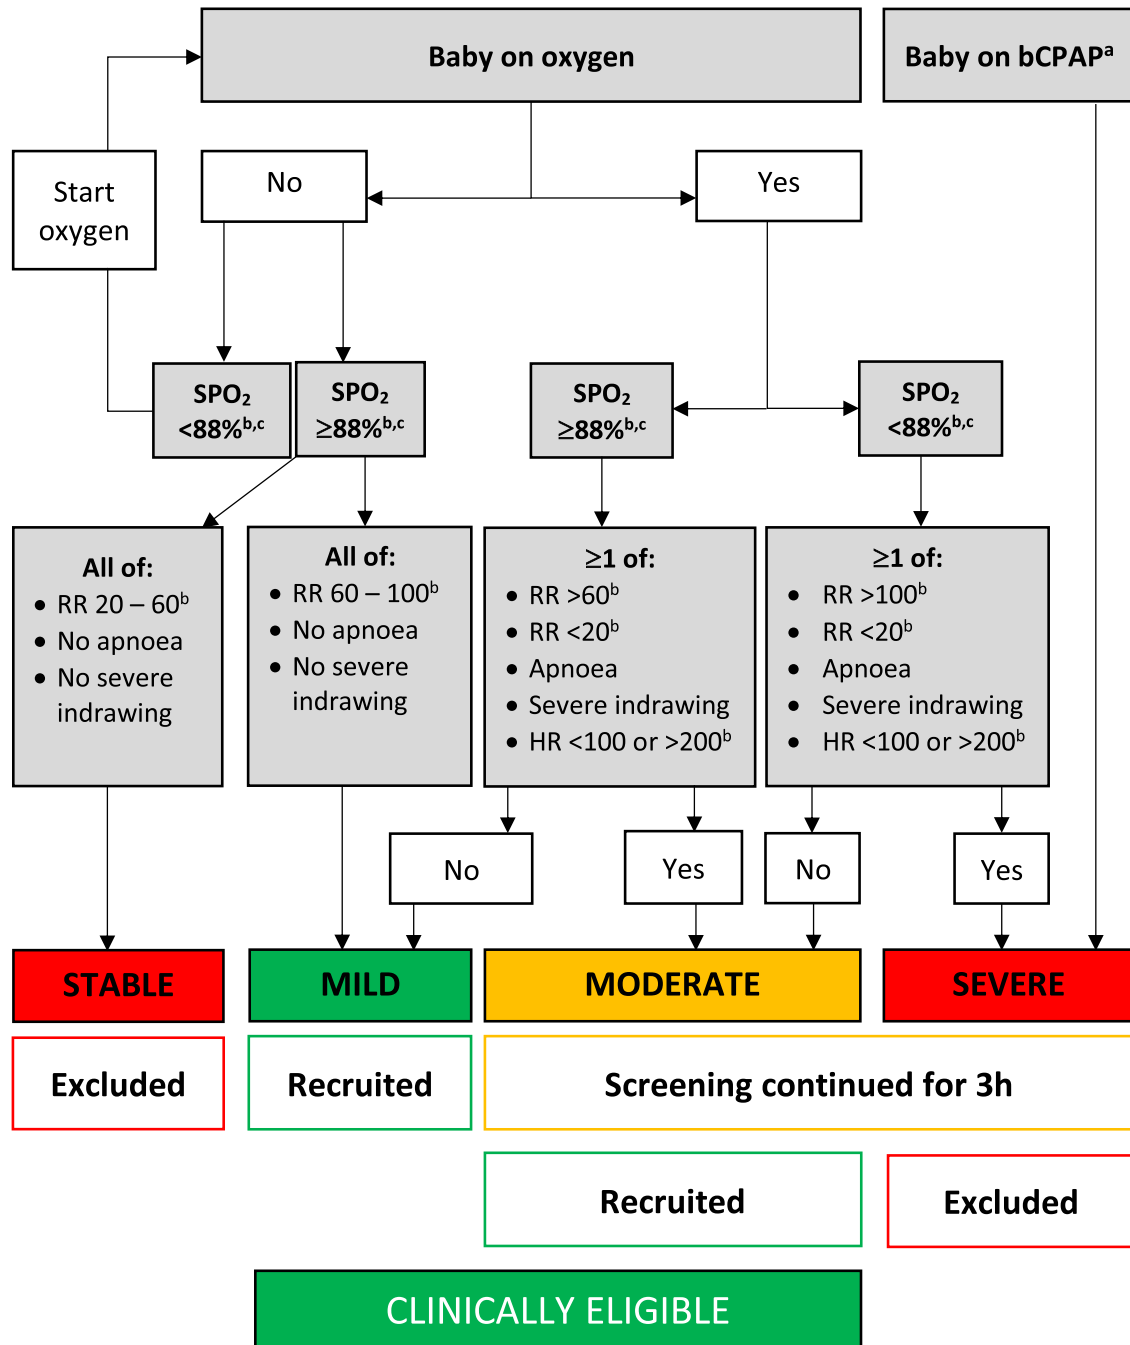 Baby on oxygen
Baby on bCPAPᵃ
Start
oxygen
No
Yes
SPO₂
<88%ᵇ,ᶜ
SPO₂
≥88%ᵇ,ᶜ
SPO₂
≥88%ᵇ,ᶜ
SPO₂
<88%ᵇ,ᶜ
All of:
• RR 20 – 60ᵇ
• No apnoea
• No severe
indrawing
All of:
• RR 60 – 100ᵇ
• No apnoea
• No severe
indrawing
≥1 of:
• RR >60ᵇ
• RR <20ᵇ
• Apnoea
• Severe indrawing
• HR <100 or >200ᵇ
≥1 of:
• RR >100ᵇ
• RR <20ᵇ
• Apnoea
• Severe indrawing
• HR <100 or >200ᵇ
No
Yes
No
Yes
STABLE
MILD
MODERATE
SEVERE
Excluded
Recruited
Screening continued for 3h
Recruited
Excluded
CLINICALLY ELIGIBLE